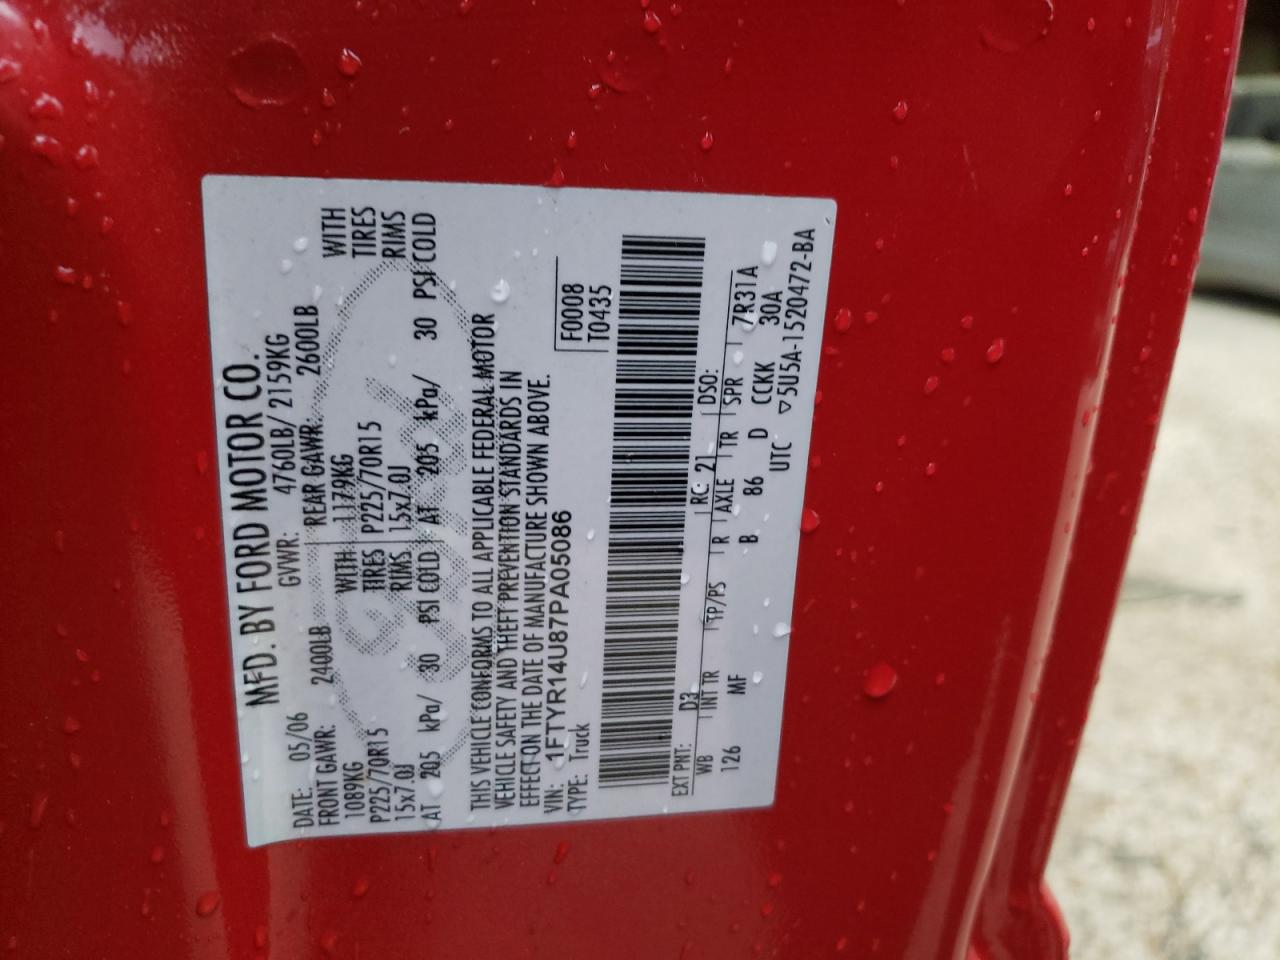 MFD. BY FORD MOTOR CO.
DATE: 05/06 GVWR: 4760LB/ 2159KG
FRONT GAWR: 2400LB REAR GAWR: 2600LB
1089KG WITH 1179KG WITH
P225/70R15 TIRES P225/70R15 TIRES
15x7.0J RIMS 15x7.0J RIMS
AT 205 kPa/ 30 PSI COLD AT 205 kPa/ 30 PSI COLD
THIS VEHICLE CONFORMS TO ALL APPLICABLE FEDERAL MOTOR
VEHICLE SAFETY AND THEFT PREVENTION STANDARDS IN
EFFECT ON THE DATE OF MANUFACTURE SHOWN ABOVE.
VIN: 1FTYR14U87PA05086 F0008
TYPE: Truck T0435
EXT PNT: D3 RC: 21 DSO:
WB INT TR TP/PS R AXLE TR SPR 7R31A
126 MF B 86 D CCKK 30A
UTC ▽5U5A-1520472-BA